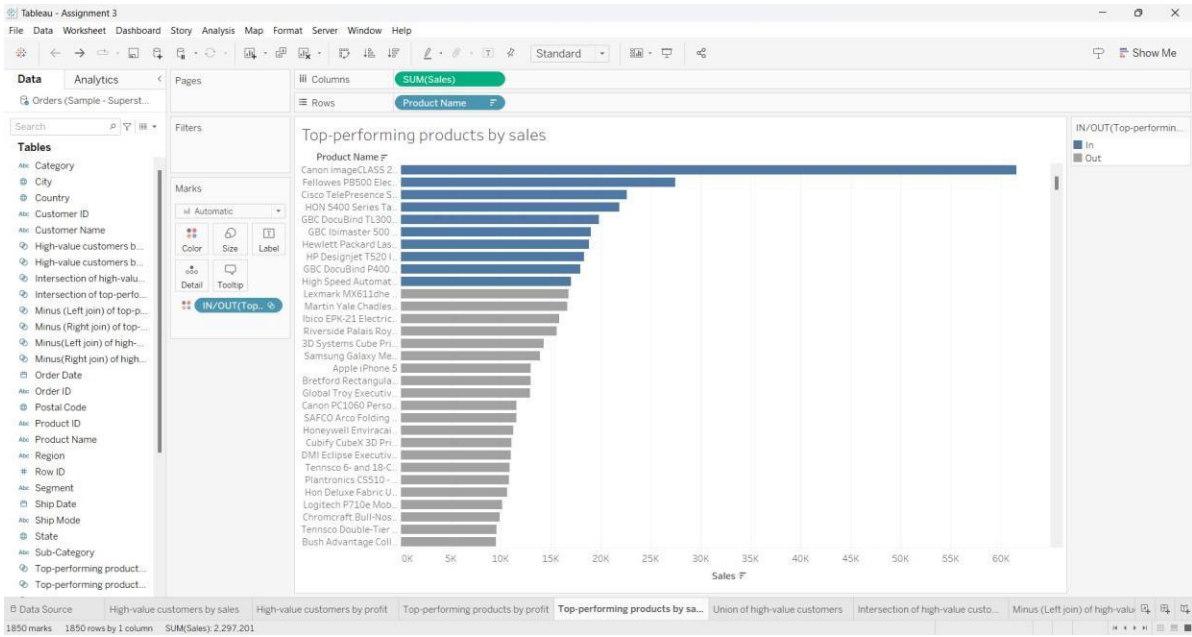 Tableau - Assignment 3
File Data Worksheet Dashboard Story Analysis Map Format Server Window Help
Standard
Show Me
Data Analytics
Orders (Sample - Superst...
Search
Tables
Abc Category
City
Country
Abc Customer ID
Abc Customer Name
High-value customers b...
High-value customers b...
Intersection of high-valu...
Intersection of top-perfo...
Minus (Left join) of top-p...
Minus (Right join) of top-...
Minus(Left join) of high-...
Minus(Right join) of high...
Order Date
Abc Order ID
Postal Code
Abc Product ID
Abc Product Name
Abc Region
# Row ID
Abc Segment
Ship Date
Abc Ship Mode
State
Abc Sub-Category
Top-performing product...
Top-performing product...
Pages
Filters
Marks
Automatic
Color Size Label
Detail Tooltip
IN/OUT(Top..
Columns SUM(Sales)
Rows Product Name
Top-performing products by sales
Product Name
Canon imageCLASS 2..
Fellowes PB500 Elec..
Cisco TelePresence S..
HON 5400 Series Ta..
GBC DocuBind TL300..
GBC Ibimaster 500 ..
Hewlett Packard Las..
HP Designjet T520 I..
GBC DocuBind P400 ..
High Speed Automat..
Lexmark MX611dhe ..
Martin Yale Chadles..
Ibico EPK-21 Electric..
Riverside Palais Roy..
3D Systems Cube Pri..
Samsung Galaxy Me..
Apple iPhone 5
Bretford Rectangula..
Global Troy Executiv..
Canon PC1060 Perso..
SAFCO Arco Folding ..
Honeywell Enviracai..
Cubify CubeX 3D Pri..
DMI Eclipse Executiv..
Tennsco 6- and 18-C..
Plantronics CS510 -..
Hon Deluxe Fabric U..
Logitech P710e Mob..
Chromcraft Bull-Nos..
Tennsco Double-Tier ..
Bush Advantage Coll..
0K 5K 10K 15K 20K 25K 30K 35K 40K 45K 50K 55K 60K
Sales
IN/OUT(Top-performin...
In
Out
Data Source High-value customers by sales High-value customers by profit Top-performing products by profit Top-performing products by sa... Union of high-value customers Intersection of high-value custo... Minus (Left join) of high-valu
1850 marks 1850 rows by 1 column SUM(Sales): 2,297,201